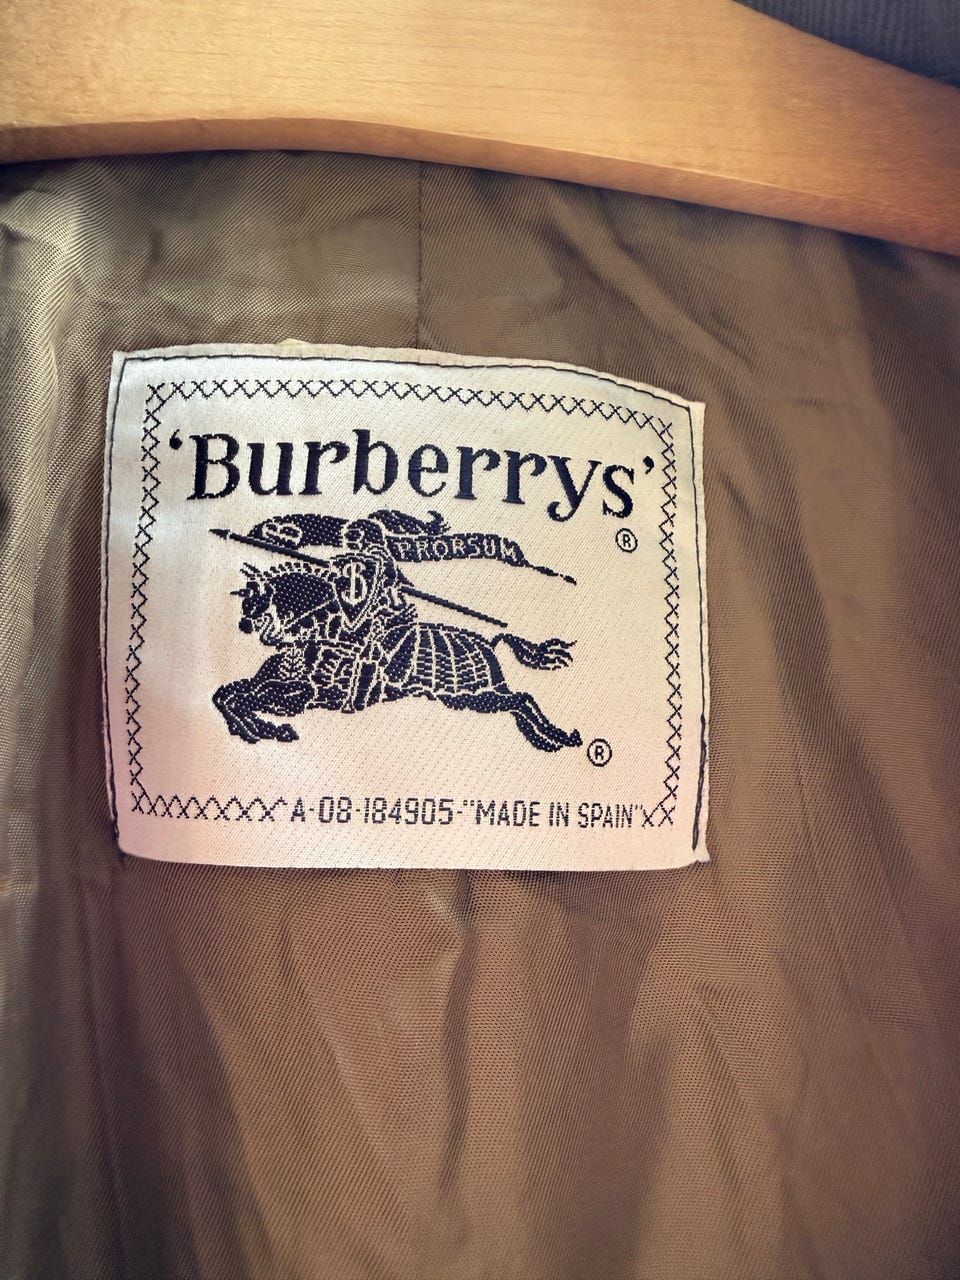 'Burberrys'
®
PRORSUM
B
®
A-08-184905-"MADE IN SPAIN"